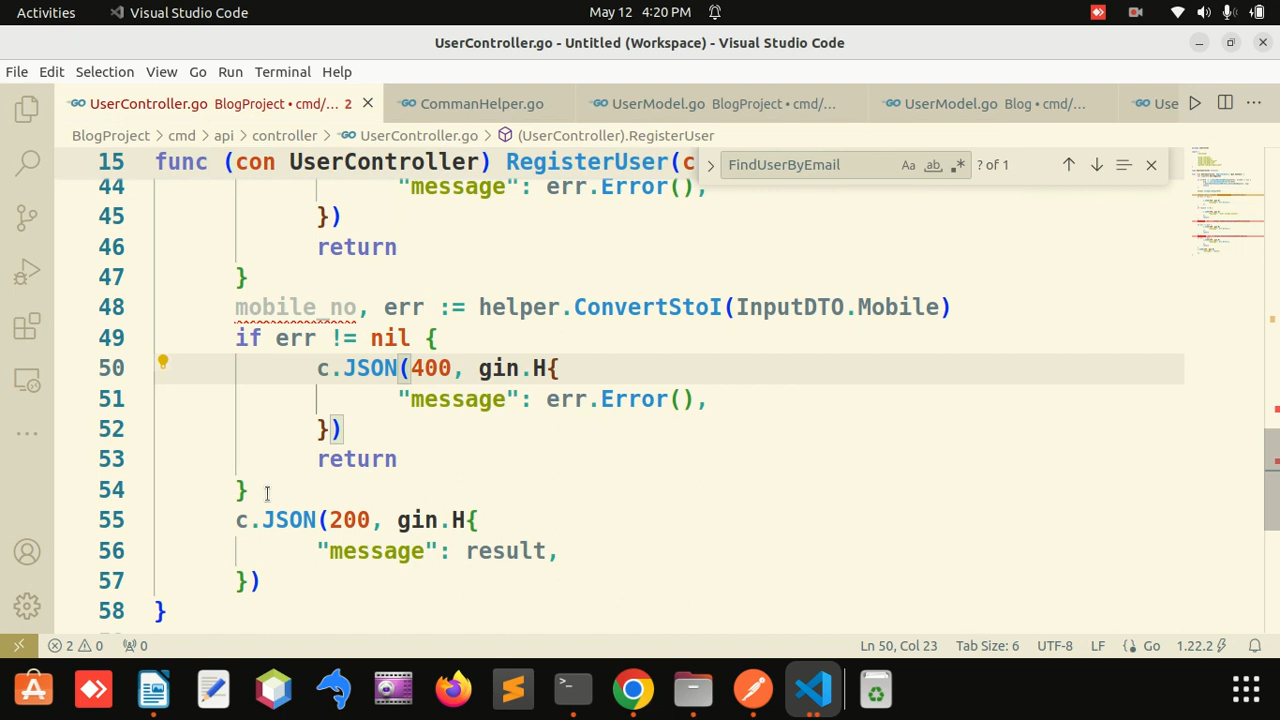 Activities Visual Studio Code May 12 4:20 PM
UserController.go - Untitled (Workspace) - Visual Studio Code
File Edit Selection View Go Run Terminal Help
UserController.go BlogProject • cmd/... 2 CommanHelper.go UserModel.go BlogProject • cmd/... UserModel.go Blog • cmd/... Use
BlogProject > cmd > api > controller > UserController.go > (UserController).RegisterUser
15 func (con UserController) RegisterUser(c
FindUserByEmail Aa ab .* ? of 1
44 "message": err.Error(),
45 })
46 return
47 }
48 mobile_no, err := helper.ConvertStoI(InputDTO.Mobile)
49 if err != nil {
50 c.JSON(400, gin.H{
51 "message": err.Error(),
52 })
53 return
54 }
55 c.JSON(200, gin.H{
56 "message": result,
57 })
58 }
2 0 0 Ln 50, Col 23 Tab Size: 6 UTF-8 LF Go 1.22.2